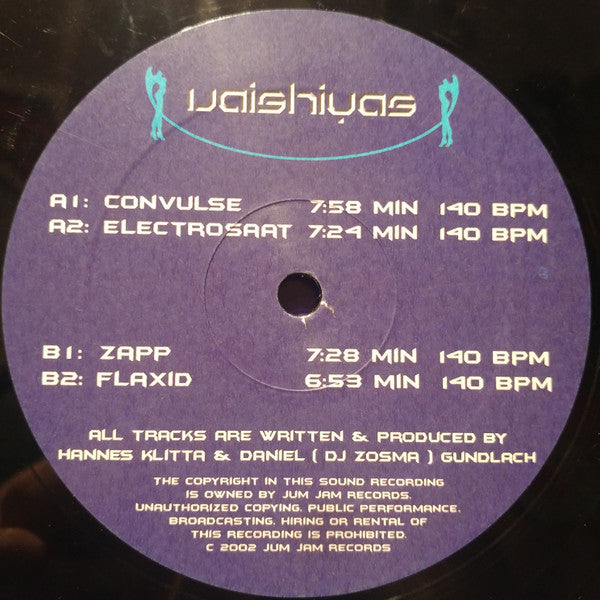 Vaishiyas
A1: CONVULSE 7:58 MIN 140 BPM
A2: ELECTROSAAT 7:24 MIN 140 BPM
B1: ZAPP 7:28 MIN 140 BPM
B2: FLAXID 6:53 MIN 140 BPM
ALL TRACKS ARE WRITTEN & PRODUCED BY
HANNES KLITTA & DANIEL ( DJ ZOSMA ) GUNDLACH
THE COPYRIGHT IN THIS SOUND RECORDING
IS OWNED BY JUM JAM RECORDS.
UNAUTHORIZED COPYING. PUBLIC PERFORMANCE.
BROADCASTING. HIRING OR RENTAL OF
THIS RECORDING IS PROHIBITED.
C 2002 JUM JAM RECORDS